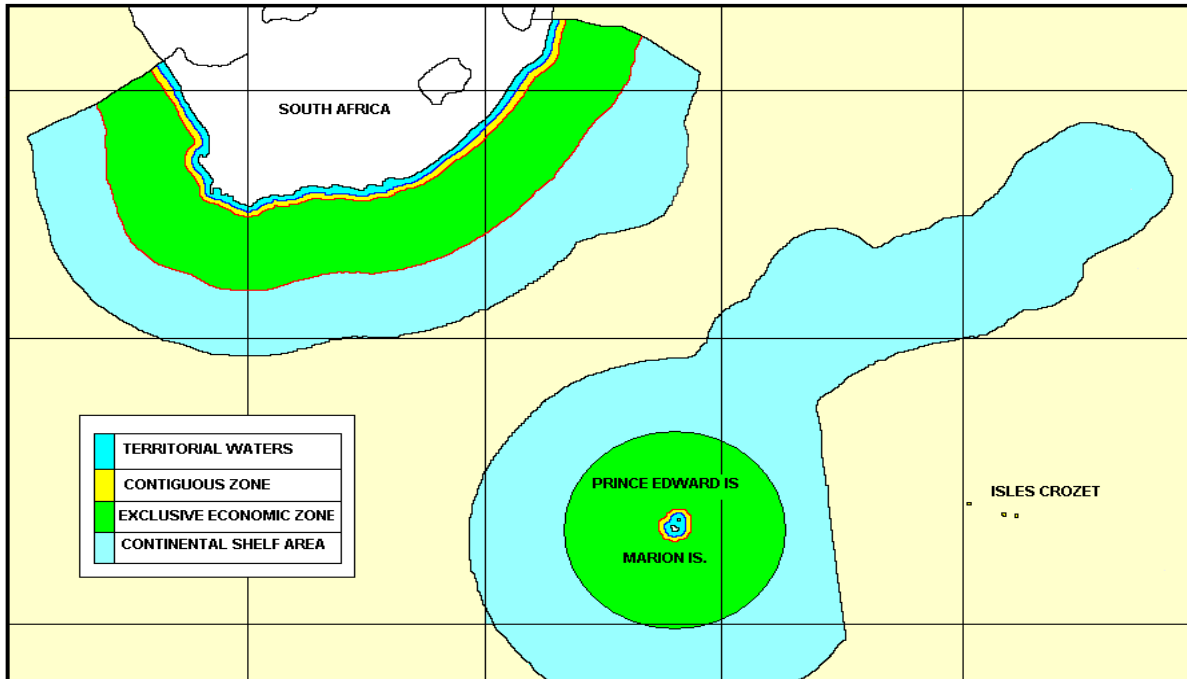 SOUTH AFRICA
TERRITORIAL WATERS
CONTIGUOUS ZONE
EXCLUSIVE ECONOMIC ZONE
CONTINENTAL SHELF AREA
PRINCE EDWARD IS
MARION IS.
ISLES CROZET